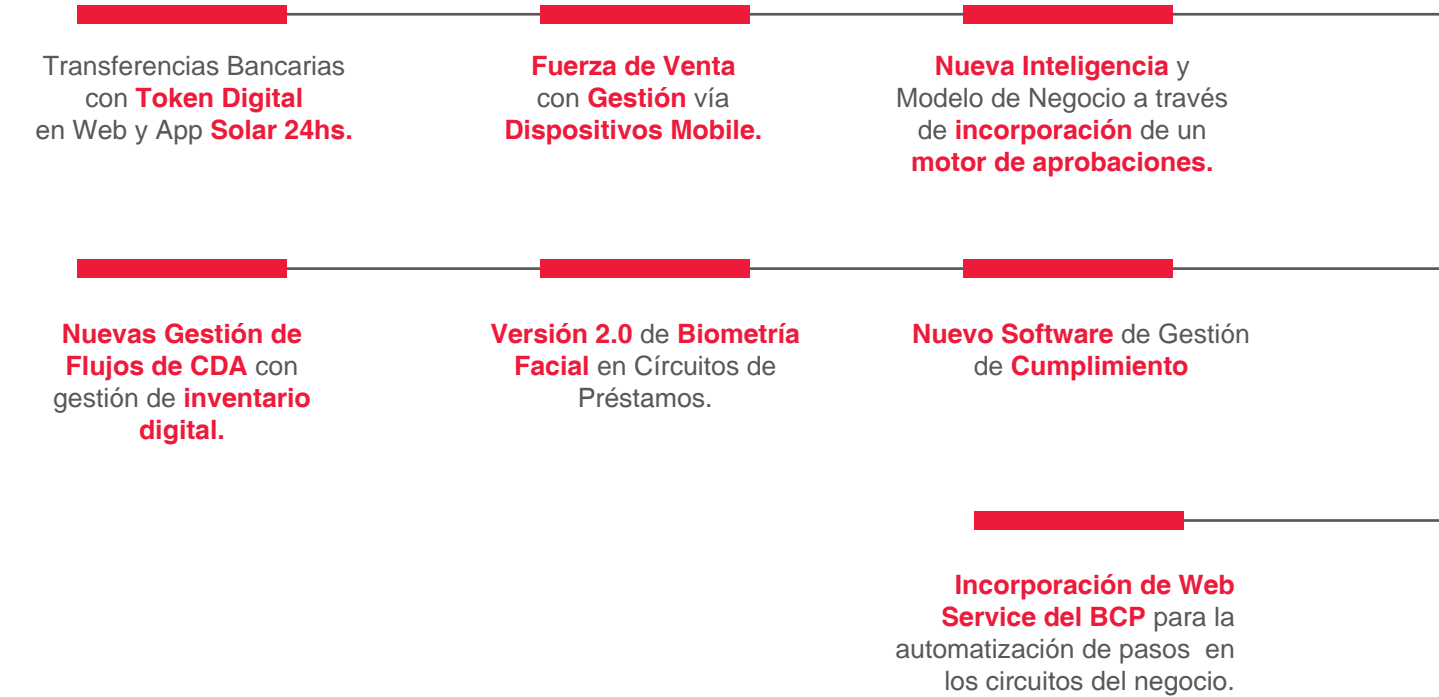 Transferencias Bancarias
con Token Digital
en Web y App Solar 24hs.
Fuerza de Venta
con Gestión vía
Dispositivos Mobile.
Nueva Inteligencia y
Modelo de Negocio a través
de incorporación de un
motor de aprobaciones.
Nuevas Gestión de
Flujos de CDA con
gestión de inventario
digital.
Versión 2.0 de Biometría
Facial en Círcuitos de
Préstamos.
Nuevo Software de Gestión
de Cumplimiento
Incorporación de Web
Service del BCP para la
automatización de pasos  en
los circuitos del negocio.